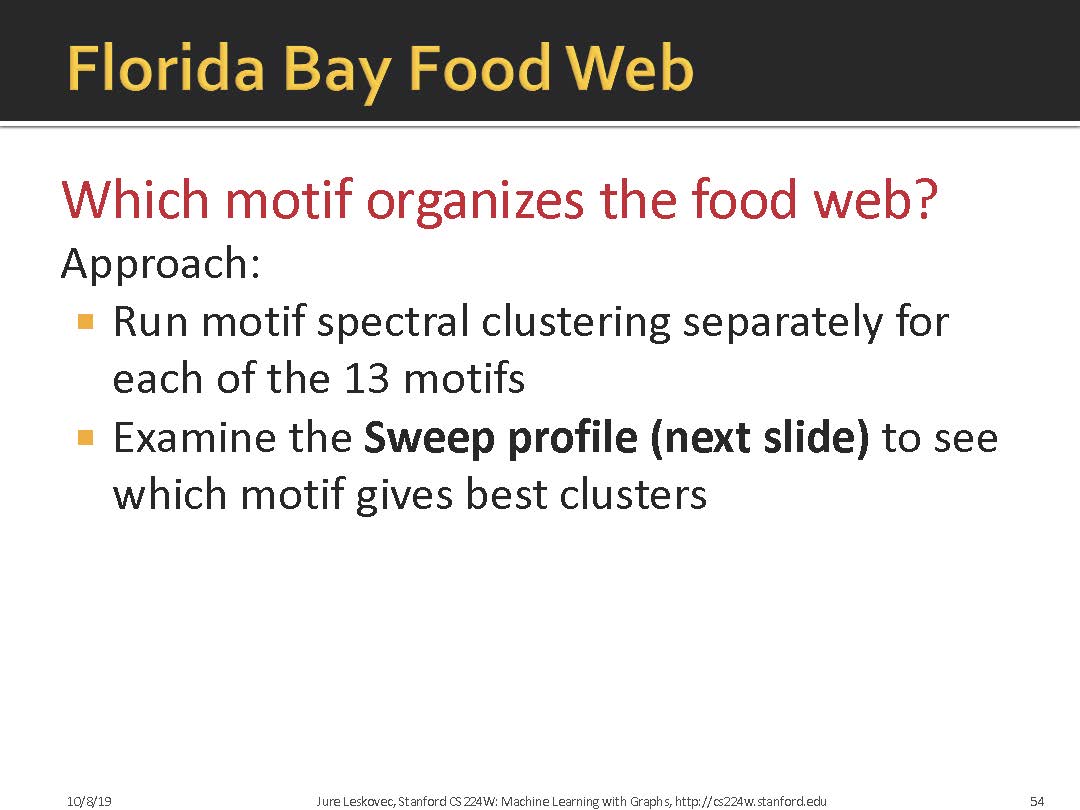 Florida Bay Food Web
Which motif organizes the food web?
Approach:
▪ Run motif spectral clustering separately for
each of the 13 motifs
▪ Examine the Sweep profile (next slide) to see
which motif gives best clusters
10/8/19
Jure Leskovec, Stanford CS224W: Machine Learning with Graphs, http://cs224w.stanford.edu
54